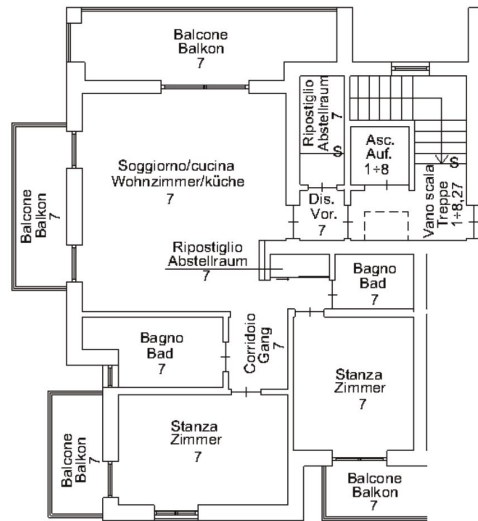 Balcone
Balkon
7
Ripostiglio
Abstellraum
7
S
Asc.
Auf.
1÷8
Vano scala
Treppe
1÷8,27
S
Balcone
Balkon
7
Soggiorno/cucina
Wohnzimmer/küche
7
Dis.
Vor.
7
Ripostiglio
Abstellraum
7
Bagno
Bad
7
Bagno
Bad
7
Corridoio
Gang
7
Stanza
Zimmer
7
Stanza
Zimmer
7
Balcone
Balkon
7
Balcone
Balkon
7